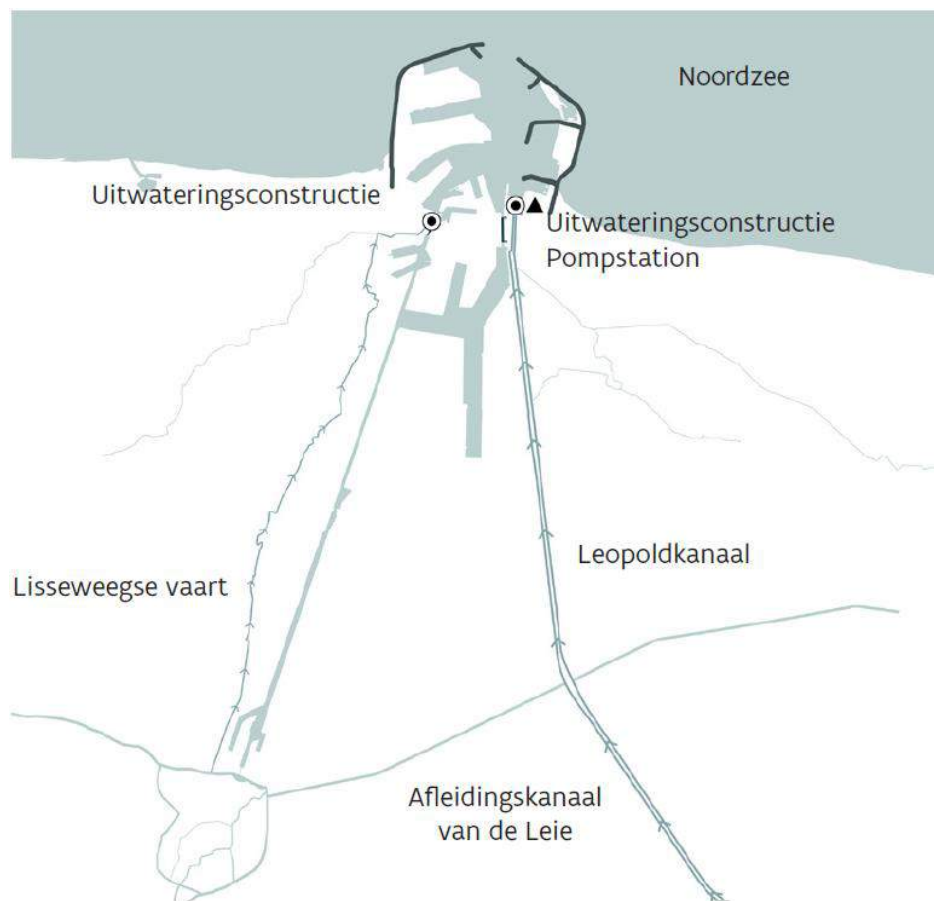 Noordzee
Uitwateringsconstructie
Uitwateringsconstructie
Pompstation
Leopoldkanaal
Lisseweegse vaart
Afleidingskanaal
van de Leie